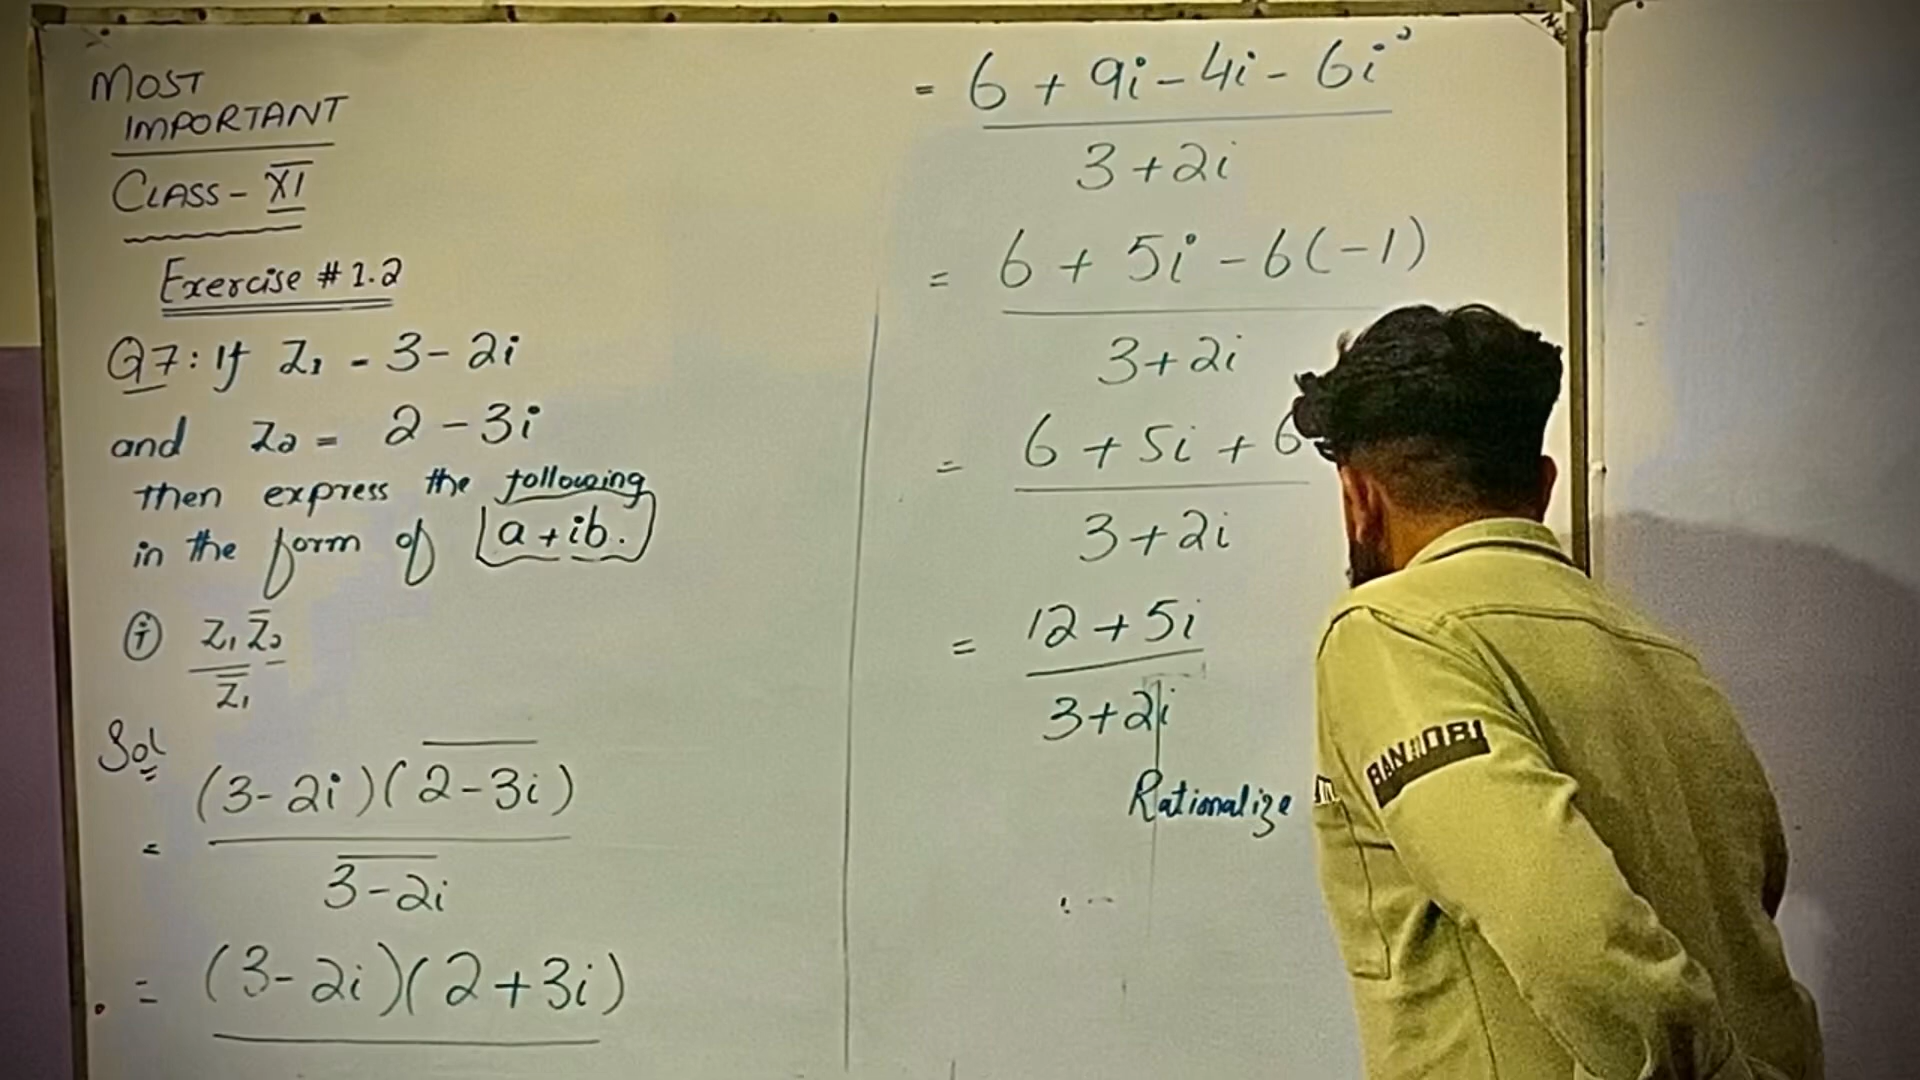 MOST
IMPORTANT
CLASS - XI
Exercise # 1.2
Q7: If Z₁ = 3 - 2i
and Z₂ = 2 - 3i
then express the following
in the form of a + ib.
(i) Z₁ Z̅₂
Z̅₁
Sol
(3 - 2i)(2 - 3i)
=
3 - 2i
= (3 - 2i)(2 + 3i)
= 6 + 9i - 4i - 6i²
3 + 2i
= 6 + 5i - 6(-1)
3 + 2i
= 6 + 5i + 6
3 + 2i
= 12 + 5i
3 + 2i
Rationalize